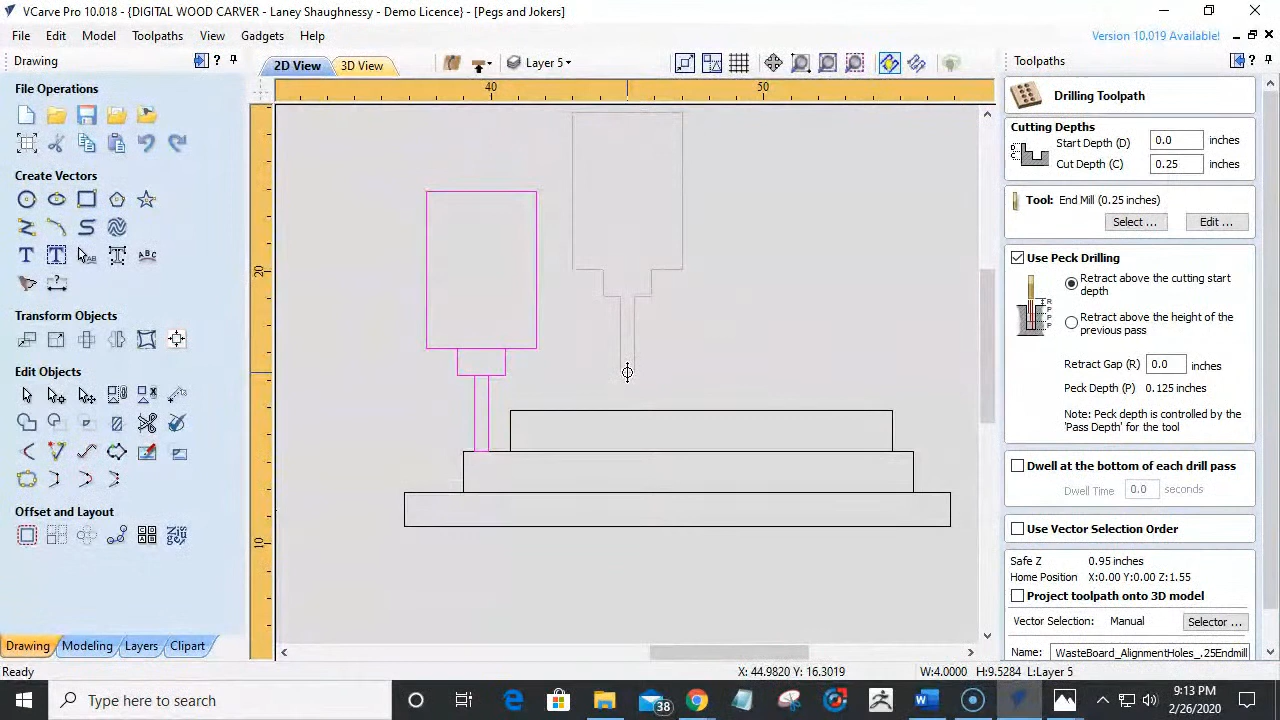 VCarve Pro 10.018 - {DIGITAL WOOD CARVER - Laney Shaughnessy - Demo Licence} - [Pegs and Jokers]
File Edit Model Toolpaths View Gadgets Help
Version 10.019 Available!
Drawing
File Operations
Create Vectors
Transform Objects
Edit Objects
Offset and Layout
Drawing Modeling Layers Clipart
2D View 3D View
Layer 5
40 50
20
10
Toolpaths
Drilling Toolpath
Cutting Depths
Start Depth (D) 0.0 inches
Cut Depth (C) 0.25 inches
Tool: End Mill (0.25 inches)
Select ... Edit ...
Use Peck Drilling
Retract above the cutting start
depth
R
P
P
P
Retract above the height of the
previous pass
Retract Gap (R) 0.0 inches
Peck Depth (P) 0.125 inches
Note: Peck depth is controlled by the
'Pass Depth' for the tool
Dwell at the bottom of each drill pass
Dwell Time 0.0 seconds
Use Vector Selection Order
Safe Z 0.95 inches
Home Position X:0.00 Y:0.00 Z:1.55
Project toolpath onto 3D model
Vector Selection: Manual Selector ...
Name: WasteBoard_AlignmentHoles_.25Endmill
Ready
X: 44.9820 Y: 16.3019
W:4.0000 H:9.5284 L:Layer 5
Type here to search
38
9:13 PM
2/26/2020